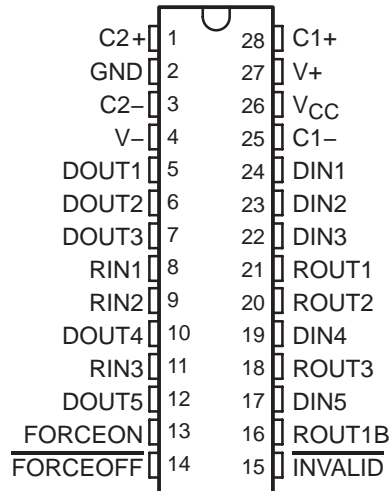 C2+ 1 28 C1+
GND 2 27 V+
C2− 3 26 VCC
V− 4 25 C1−
DOUT1 5 24 DIN1
DOUT2 6 23 DIN2
DOUT3 7 22 DIN3
RIN1 8 21 ROUT1
RIN2 9 20 ROUT2
DOUT4 10 19 DIN4
RIN3 11 18 ROUT3
DOUT5 12 17 DIN5
FORCEON 13 16 ROUT1B
FORCEOFF 14 15 INVALID